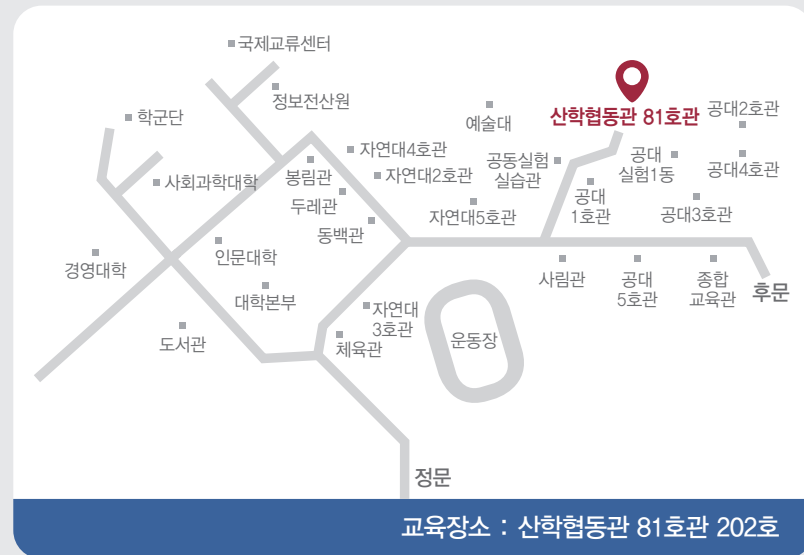 국제교류센터
정보전산원
학군단
사회과학대학
경영대학
인문대학
대학본부
도서관
봉림관
두레관
동백관
자연대4호관
자연대2호관
자연대5호관
예술대
공동실험
실습관
산학협동관 81호관
공대2호관
공대
실험1동
공대4호관
공대
1호관
공대3호관
사림관
공대
5호관
종합
교육관
후문
자연대
3호관
체육관
운동장
정문
교육장소 : 산학협동관 81호관 202호